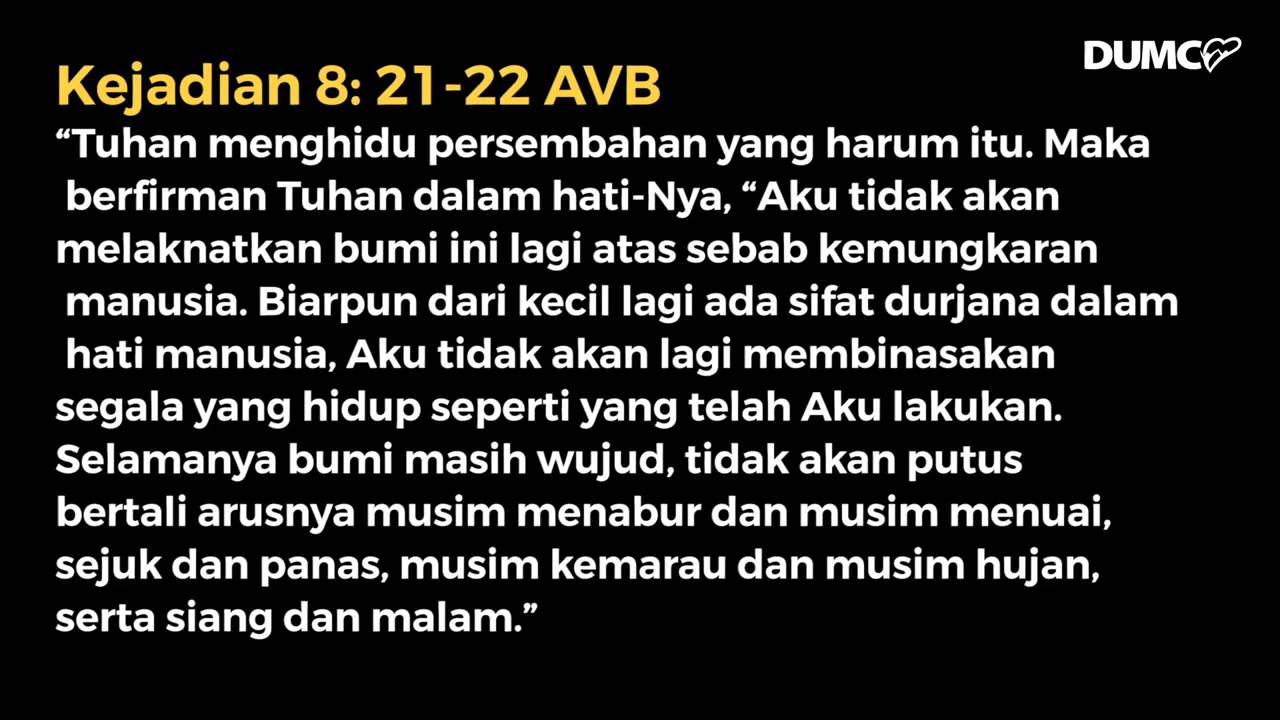 DUMC
Kejadian 8: 21-22 AVB
“Tuhan menghidu persembahan yang harum itu. Maka
berfirman Tuhan dalam hati-Nya, “Aku tidak akan
melaknatkan bumi ini lagi atas sebab kemungkaran
manusia. Biarpun dari kecil lagi ada sifat durjana dalam
hati manusia, Aku tidak akan lagi membinasakan
segala yang hidup seperti yang telah Aku lakukan.
Selamanya bumi masih wujud, tidak akan putus
bertali arusnya musim menabur dan musim menuai,
sejuk dan panas, musim kemarau dan musim hujan,
serta siang dan malam.”